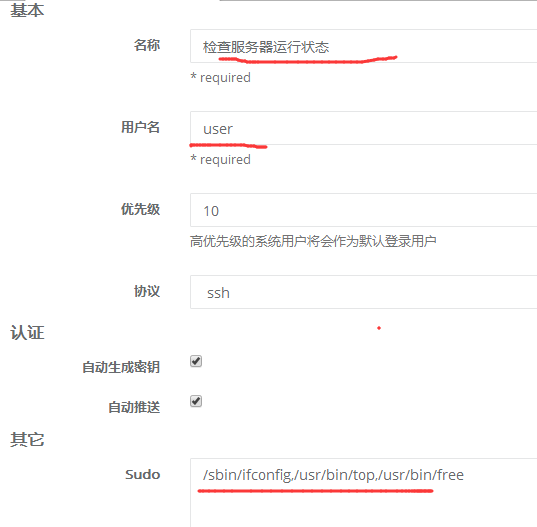 基本
名称 检查服务器运行状态
* required
用户名 user
* required
优先级 10
高优先级的系统用户将会作为默认登录用户
协议 ssh
认证
自动生成密钥
自动推送
其它
Sudo /sbin/ifconfig,/usr/bin/top,/usr/bin/free